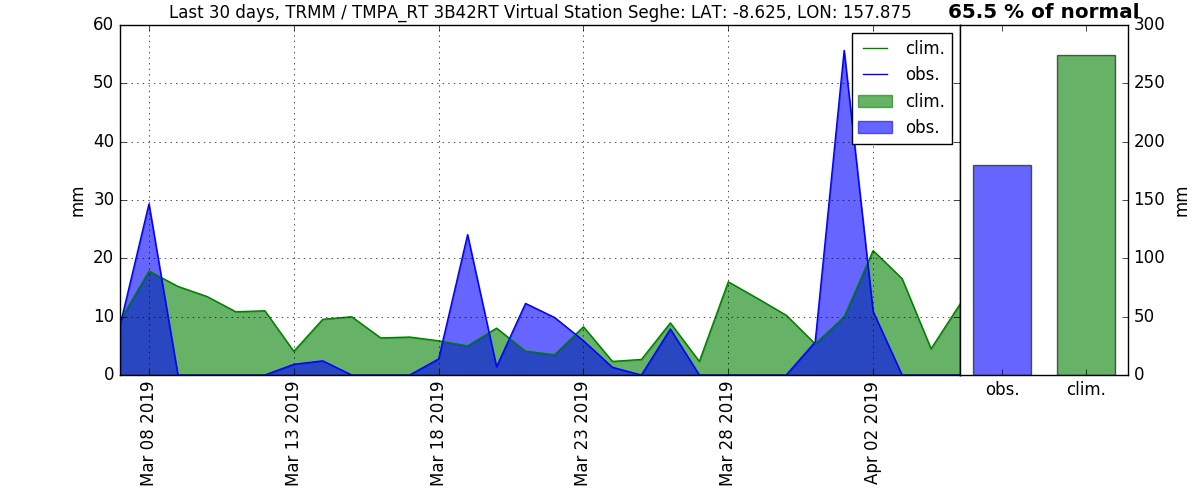 Last 30 days, TRMM / TMPA_RT 3B42RT Virtual Station Seghe: LAT: -8.625, LON: 157.875
65.5 % of normal
60
50
40
30
20
10
0
mm
clim.
obs.
clim.
obs.
300
250
200
150
100
50
0
mm
Mar 08 2019
Mar 13 2019
Mar 18 2019
Mar 23 2019
Mar 28 2019
Apr 02 2019
obs.
clim.